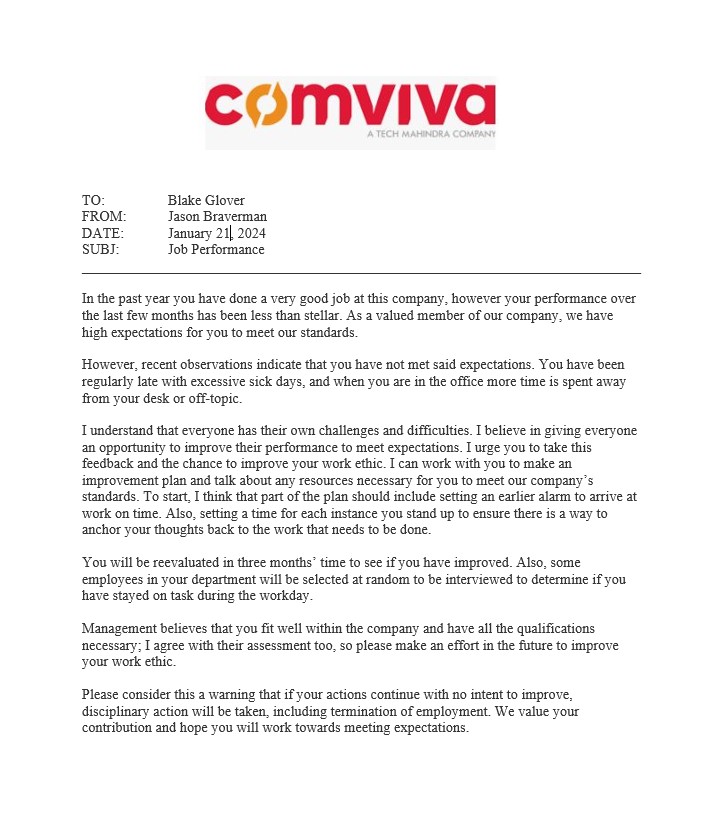 comviva
A TECH MAHINDRA COMPANY
TO: Blake Glover
FROM: Jason Braverman
DATE: January 21, 2024
SUBJ: Job Performance
In the past year you have done a very good job at this company, however your performance over
the last few months has been less than stellar. As a valued member of our company, we have
high expectations for you to meet our standards.
However, recent observations indicate that you have not met said expectations. You have been
regularly late with excessive sick days, and when you are in the office more time is spent away
from your desk or off-topic.
I understand that everyone has their own challenges and difficulties. I believe in giving everyone
an opportunity to improve their performance to meet expectations. I urge you to take this
feedback and the chance to improve your work ethic. I can work with you to make an
improvement plan and talk about any resources necessary for you to meet our company’s
standards. To start, I think that part of the plan should include setting an earlier alarm to arrive at
work on time. Also, setting a time for each instance you stand up to ensure there is a way to
anchor your thoughts back to the work that needs to be done.
You will be reevaluated in three months’ time to see if you have improved. Also, some
employees in your department will be selected at random to be interviewed to determine if you
have stayed on task during the workday.
Management believes that you fit well within the company and have all the qualifications
necessary; I agree with their assessment too, so please make an effort in the future to improve
your work ethic.
Please consider this a warning that if your actions continue with no intent to improve,
disciplinary action will be taken, including termination of employment. We value your
contribution and hope you will work towards meeting expectations.